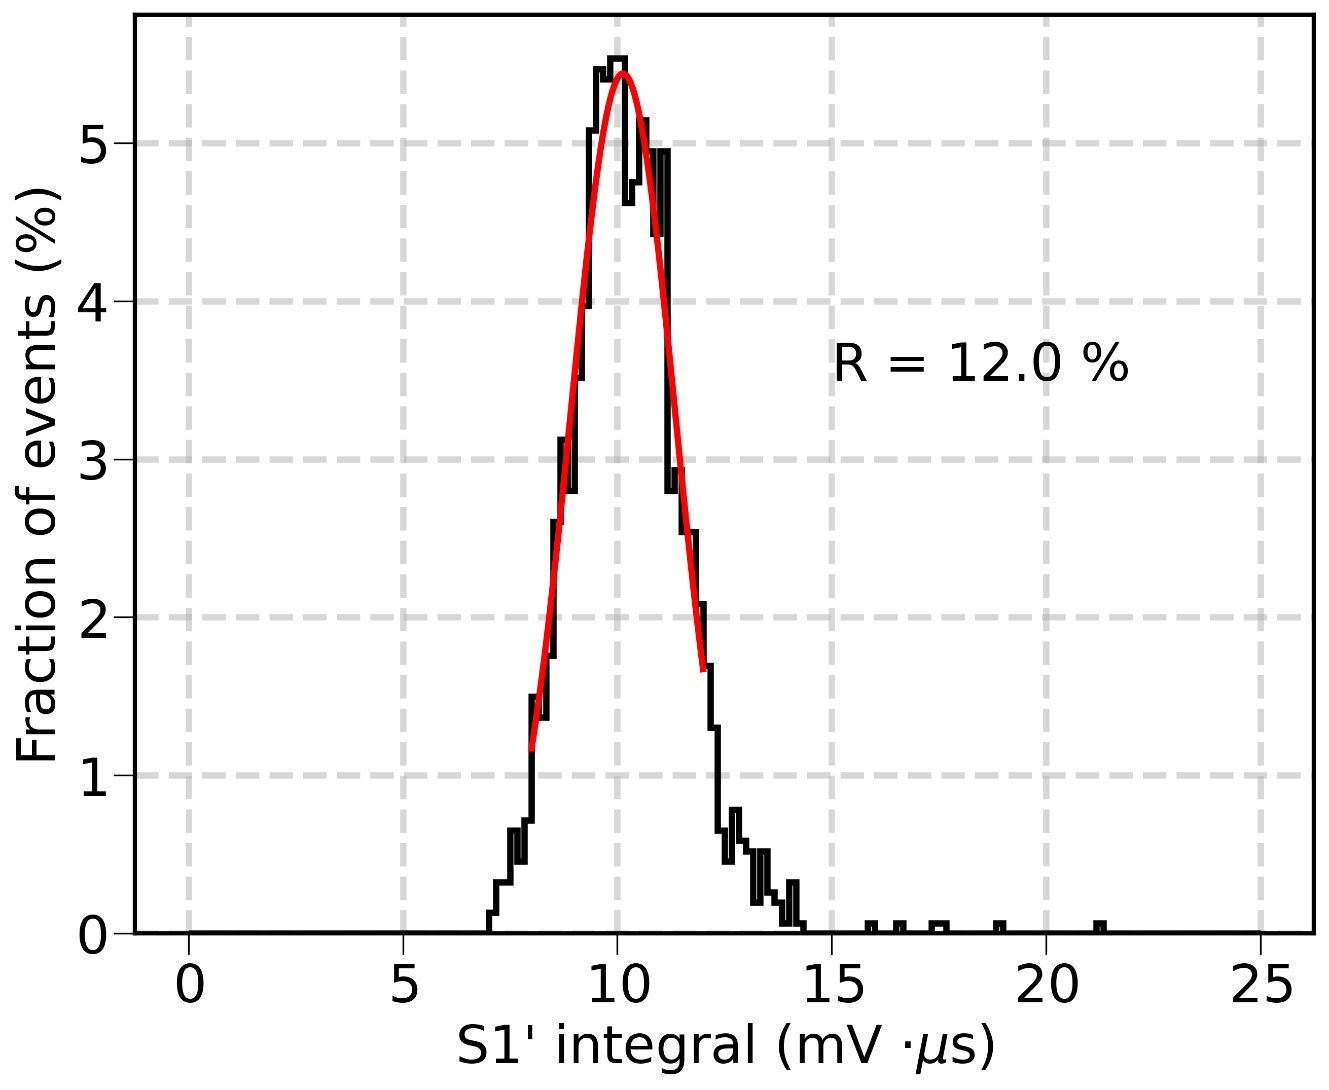 Fraction of events (%)
5
4
3
2
1
0
R = 12.0 %
0 5 10 15 20 25
S1' integral (mV ·μs)